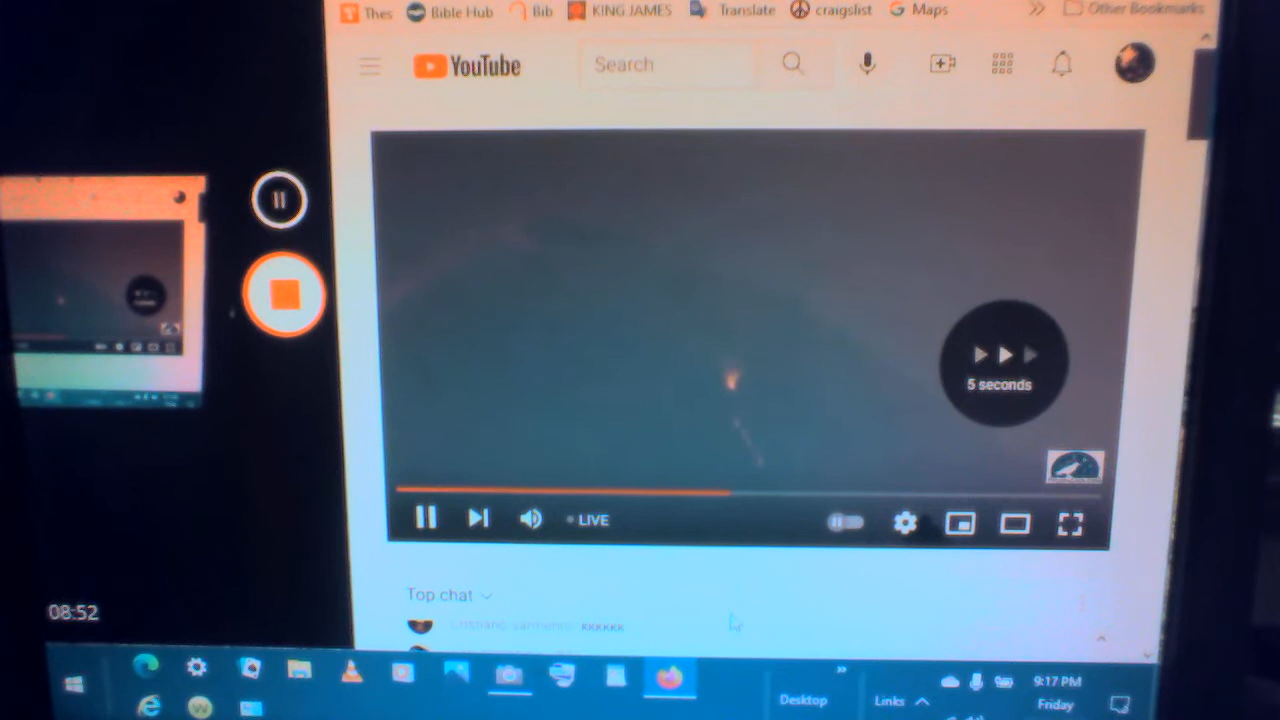 Thes Bible Hub Bib KING JAMES Translate craigslist Maps Other Bookmarks
YouTube Search
5 seconds
LIVE
Top chat
KKKKKK
08:52
9:17 PM
Desktop Links Friday